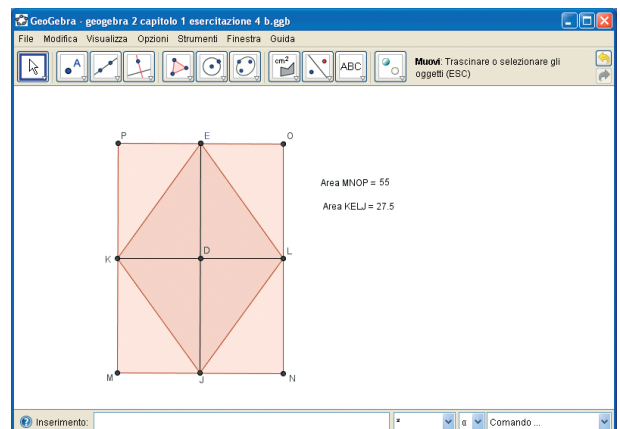 GeoGebra - geogebra 2 capitolo 1 esercitazione 4 b.ggb
File Modifica Visualizza Opzioni Strumenti Finestra Guida
A cm² ABC Muovi: Trascinare o selezionare gli
oggetti (ESC)
P E O
Area MNOP = 55
Area KELJ = 27.5
K D L
M J N
Inserimento: ² α Comando ...